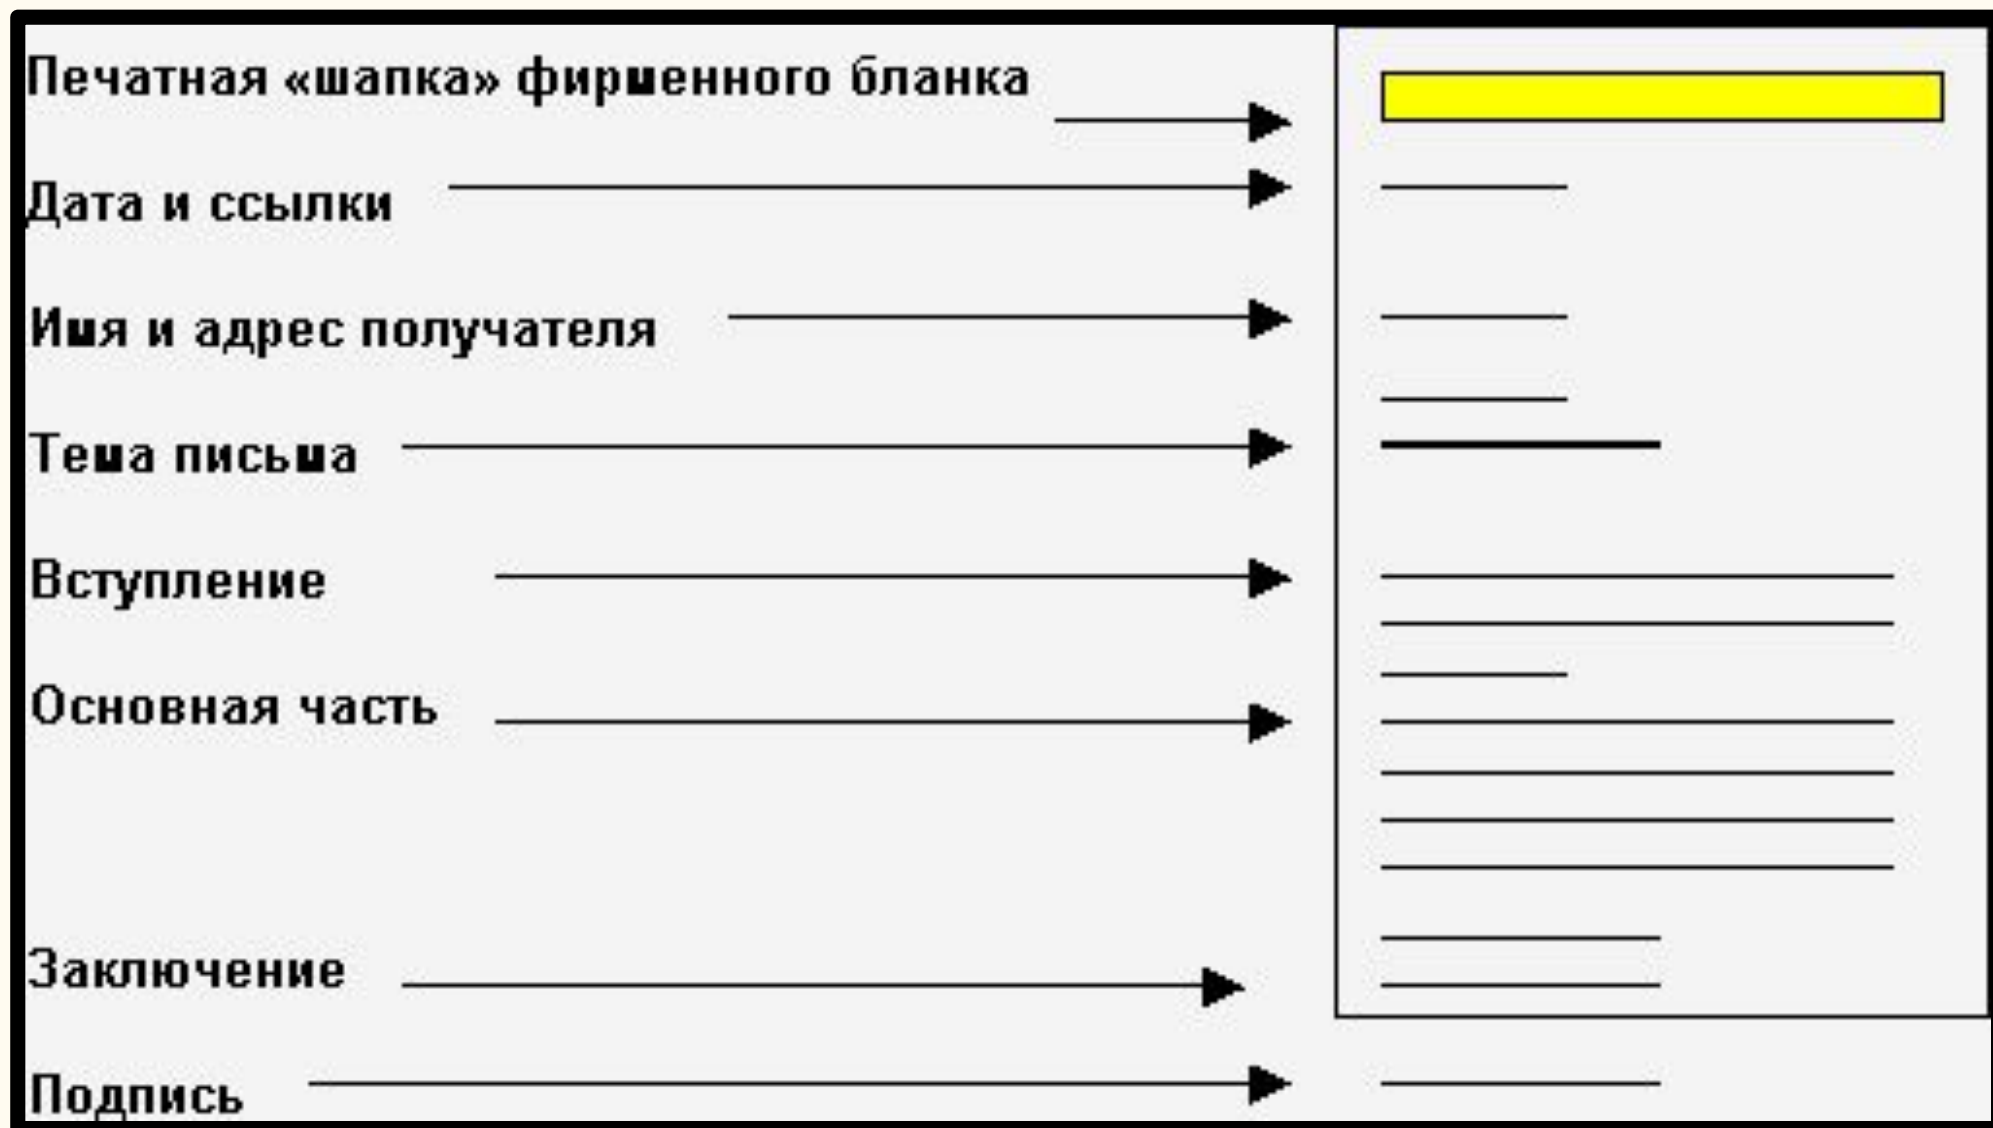 Печатная «шапка» фирменного бланка
Дата и ссылки
Имя и адрес получателя
Тема письма
Вступление
Основная часть
Заключение
Подпись